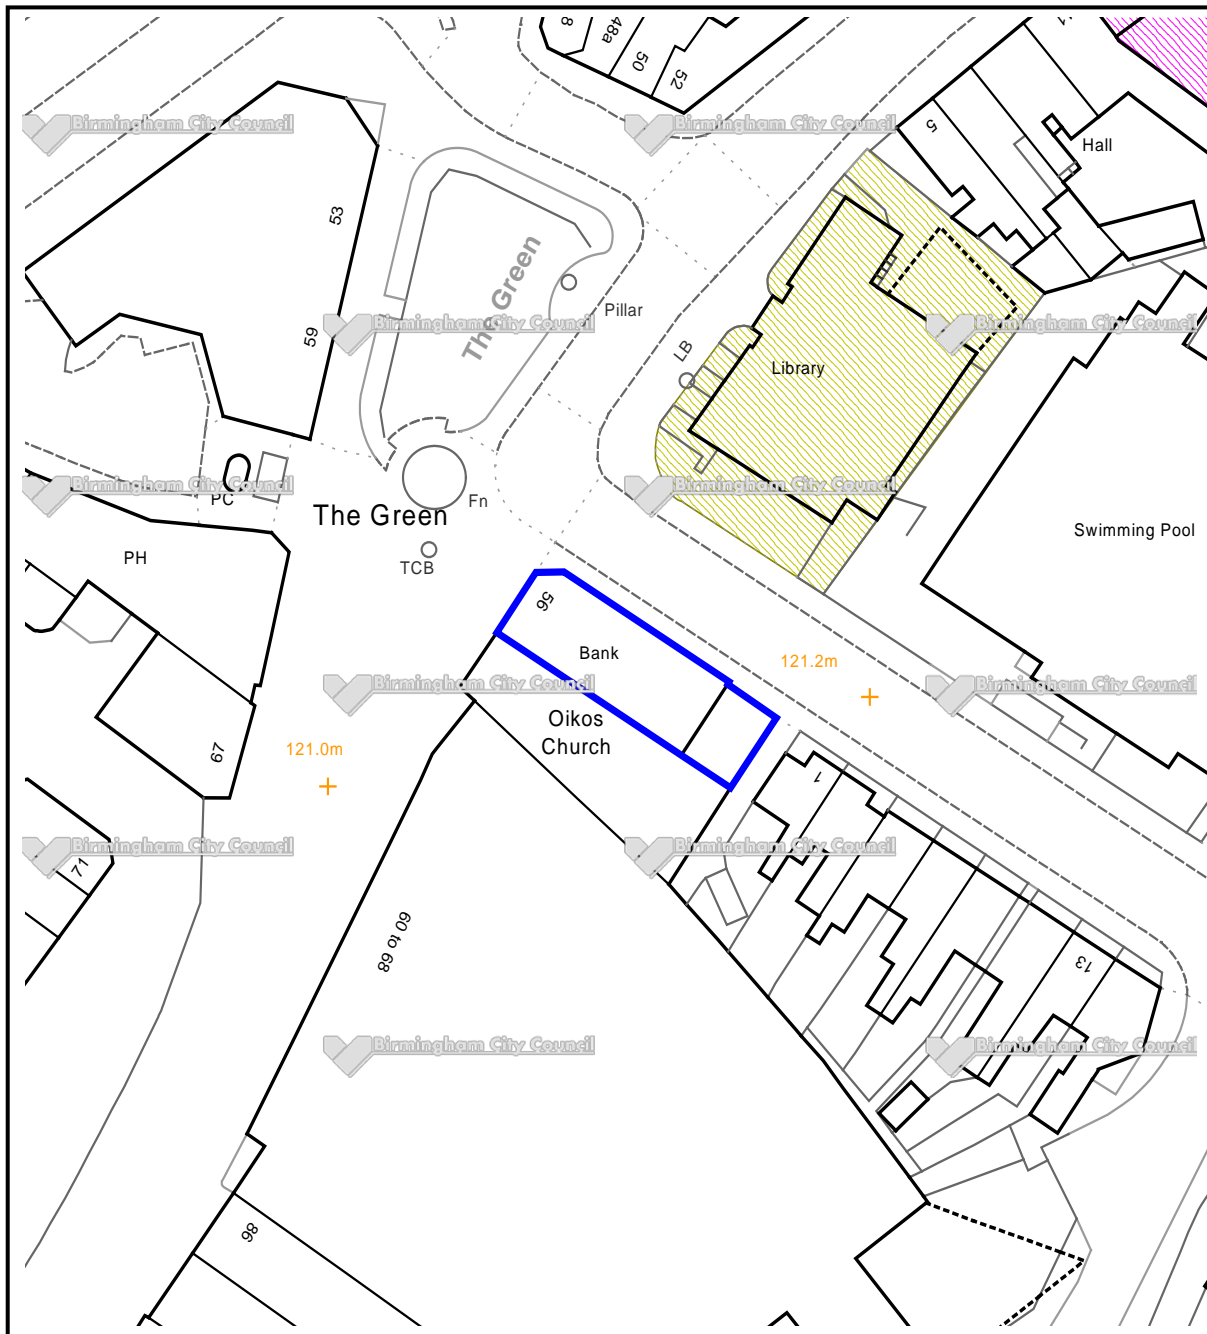 8
48a
50
52
11
Birmingham City Council
Birmingham City Council
5
Hall
53
The Green
Pillar
59
Birmingham City Council
Birmingham City Council
LB
Library
PC
Birmingham City Council
Birmingham City Council
Fn
The Green
Swimming Pool
PH
TCB
56
Bank
121.2m
Birmingham City Council
Birmingham City Council
Oikos
Church
67
121.0m
1
Birmingham City Council
Birmingham City Council
71
60 to 68
13
Birmingham City Council
Birmingham City Council
98